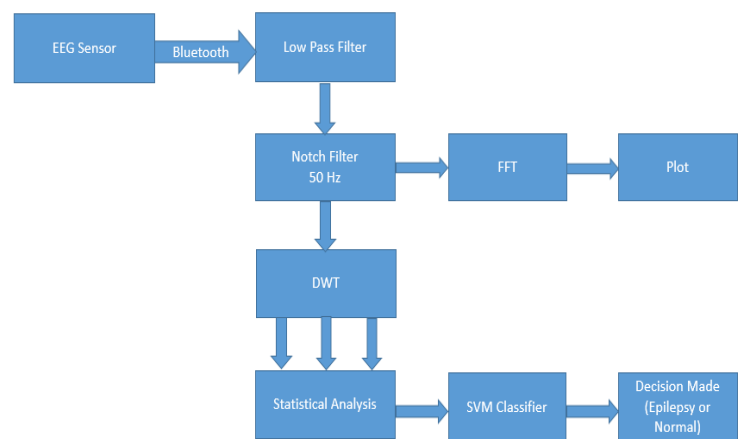 EEG Sensor
Bluetooth
Low Pass Filter
Notch Filter
50 Hz
FFT
Plot
DWT
Statistical Analysis
SVM Classifier
Decision Made
(Epilepsy or
Normal)